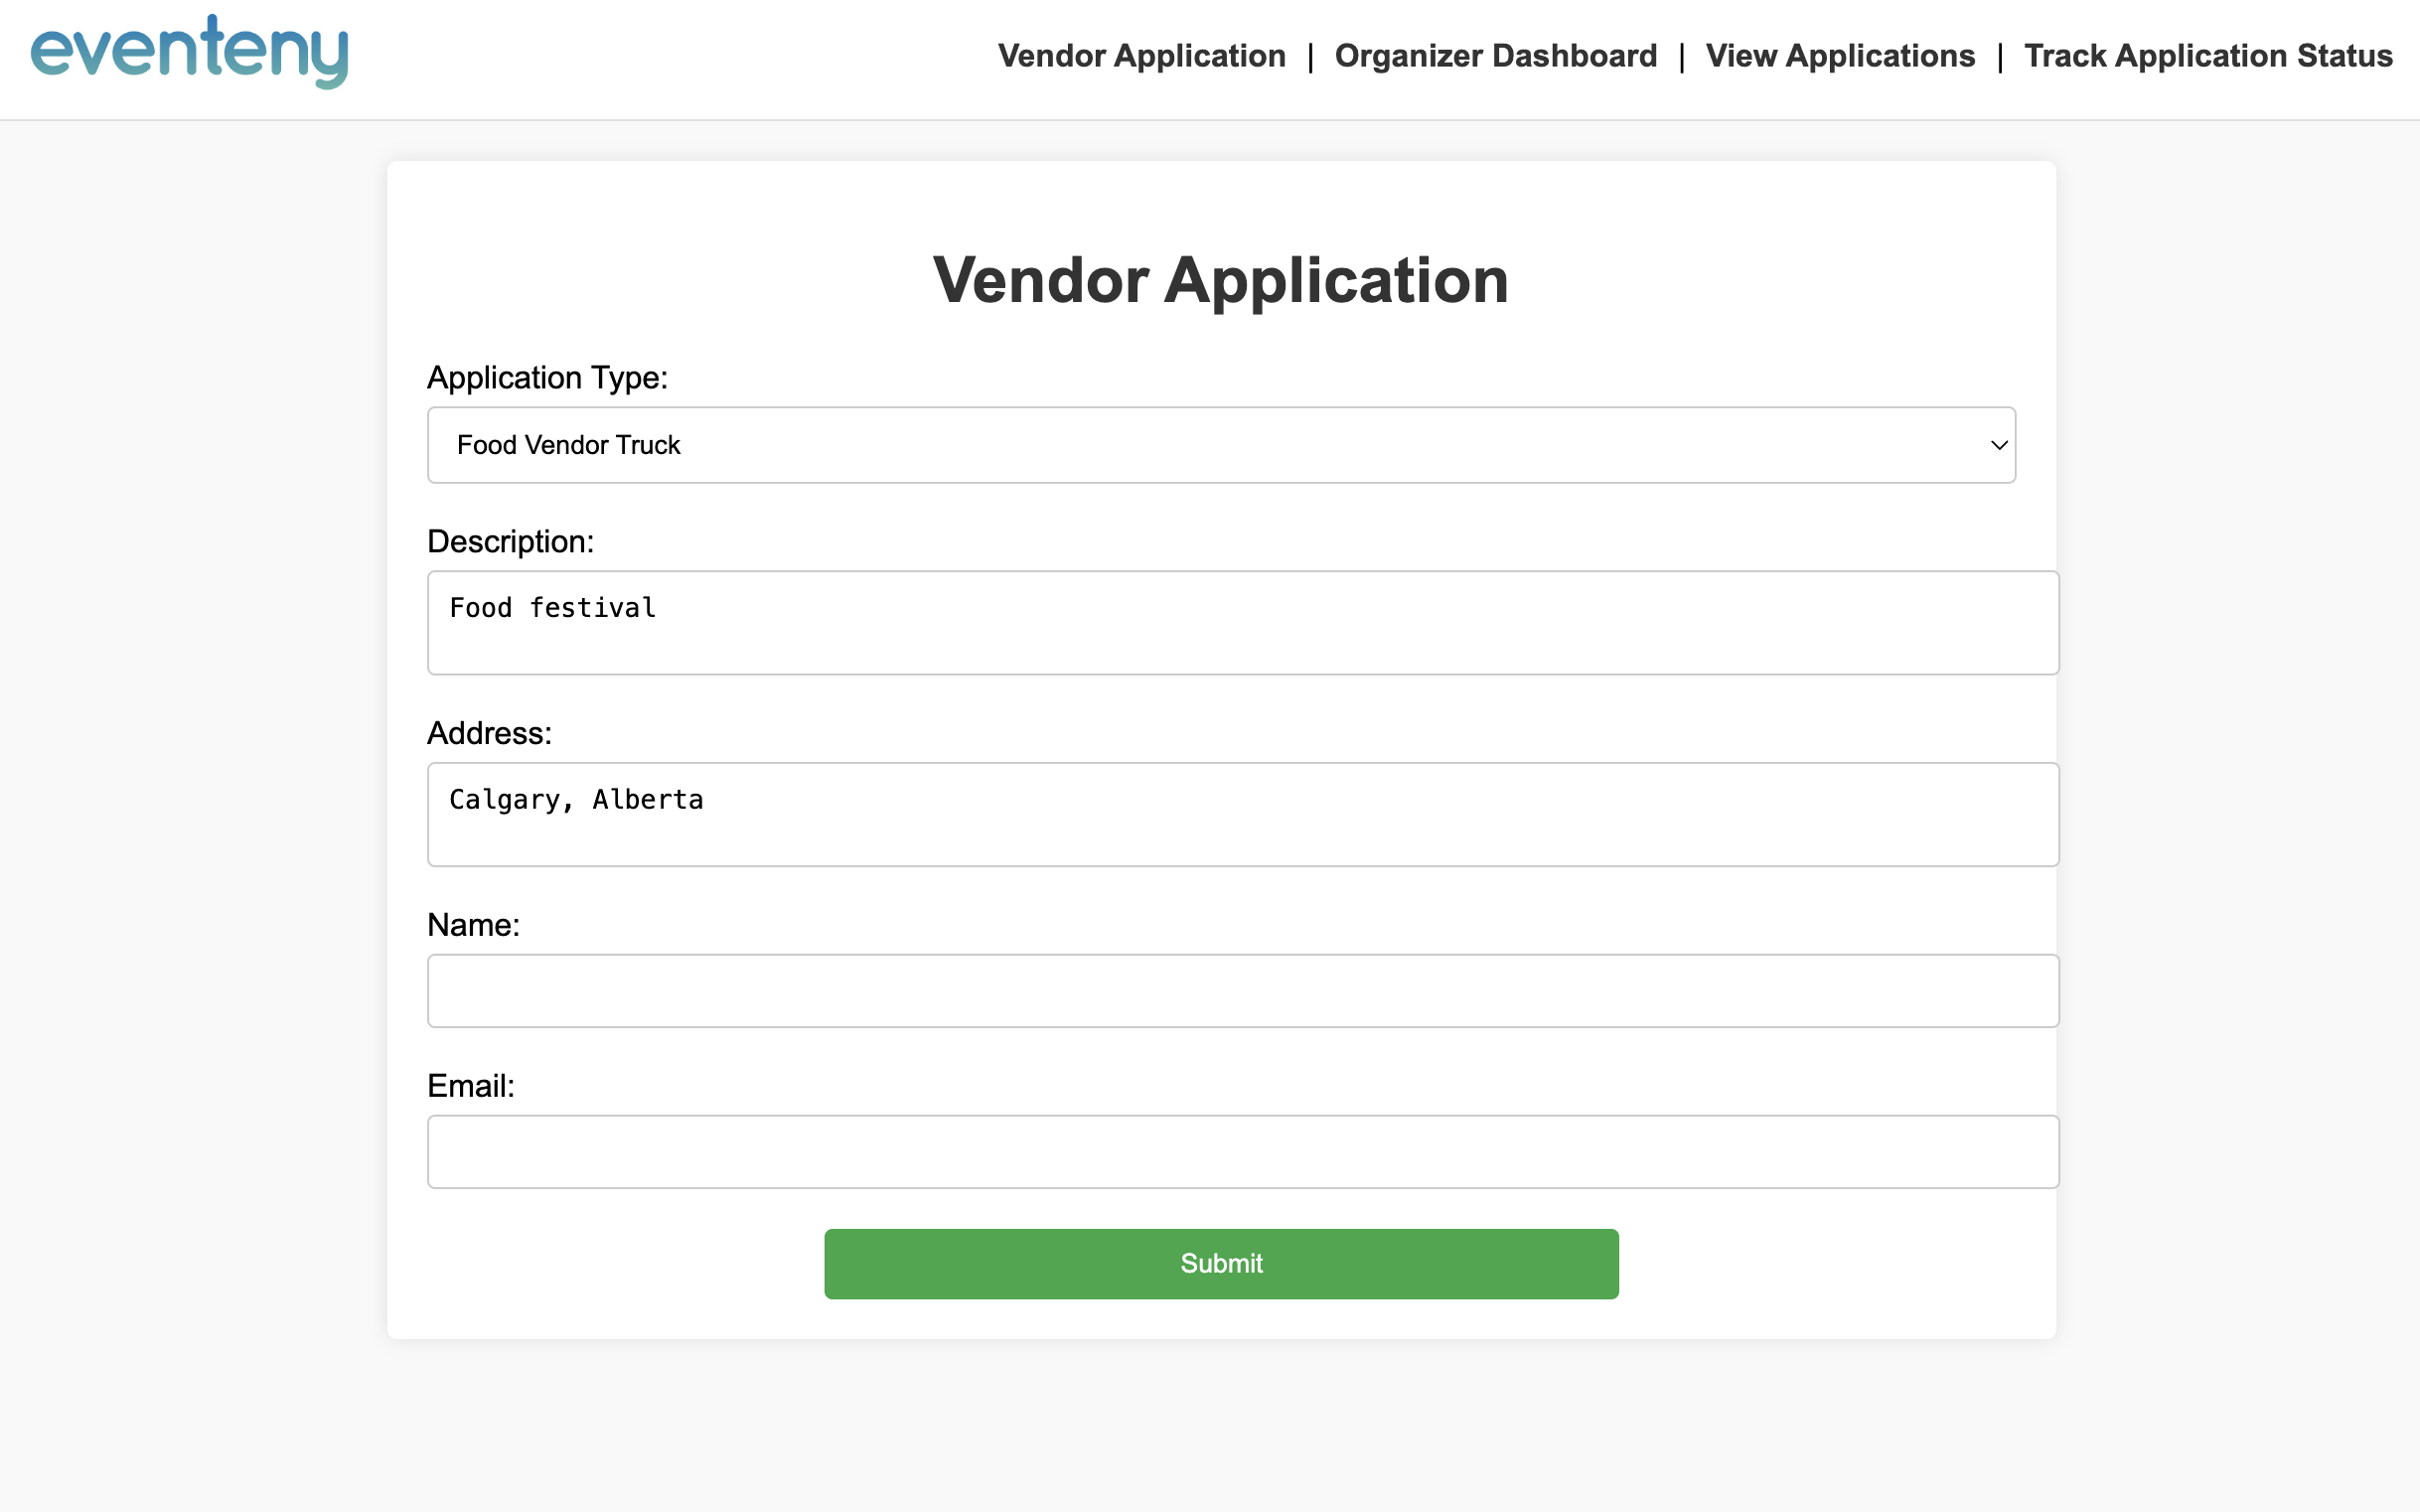 eventeny
Vendor Application | Organizer Dashboard | View Applications | Track Application Status
Vendor Application
Application Type:
Food Vendor Truck
Description:
Food festival
Address:
Calgary, Alberta
Name:
Email:
Submit